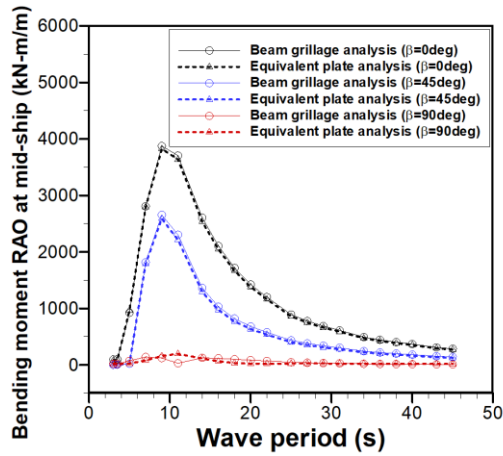 Bending moment RAO at mid-ship (kN-m/m)
6000
5000
4000
3000
2000
1000
0
Beam grillage analysis (β=0deg)
Equivalent plate analysis (β=0deg)
Beam grillage analysis (β=45deg)
Equivalent plate analysis (β=45deg)
Beam grillage analysis (β=90deg)
Equivalent plate analysis (β=90deg)
0 10 20 30 40 50
Wave period (s)